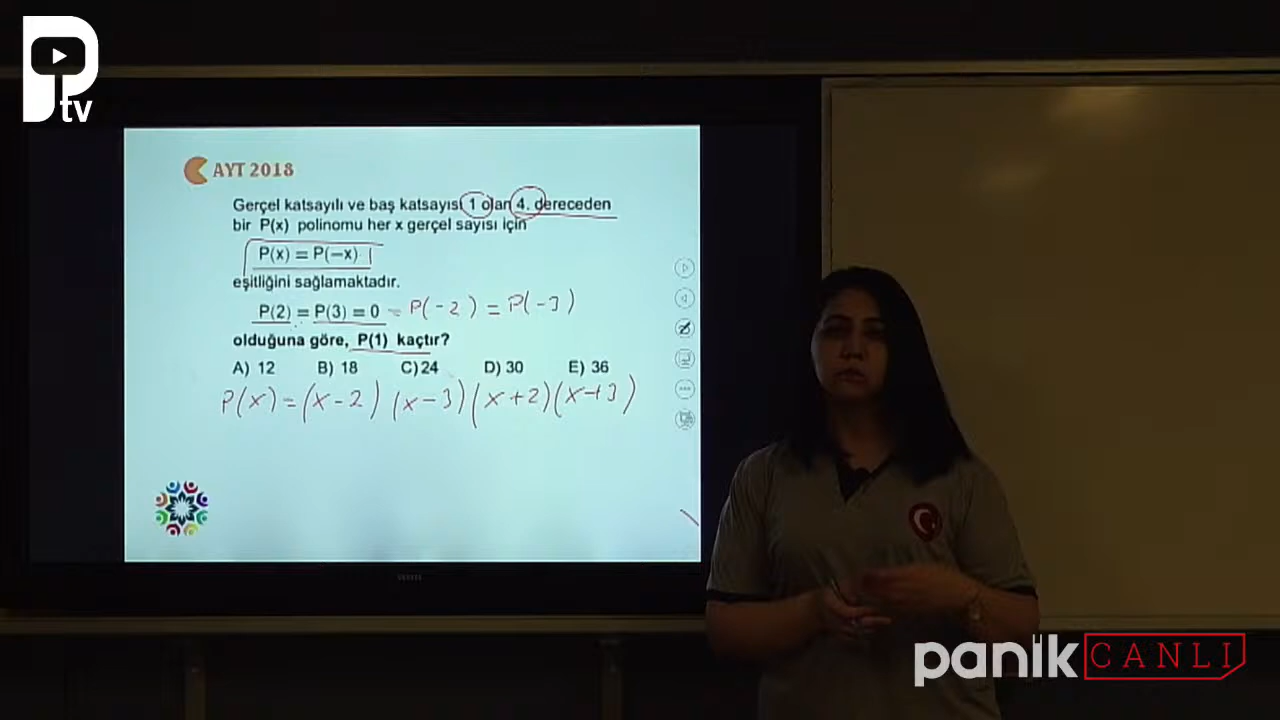 P
tv
AYT 2018
Gerçel katsayılı ve baş katsayısı 1 olan 4. dereceden
bir P(x) polinomu her x gerçel sayısı için
P(x) = P(−x)
eşitliğini sağlamaktadır.
P(2) = P(3) = 0 = P(-2) = P(-3)
olduğuna göre, P(1) kaçtır?
A) 12 B) 18 C) 24 D) 30 E) 36
P(x) = (x-2) (x-3) (x+2) (x+3)
panik CANLI